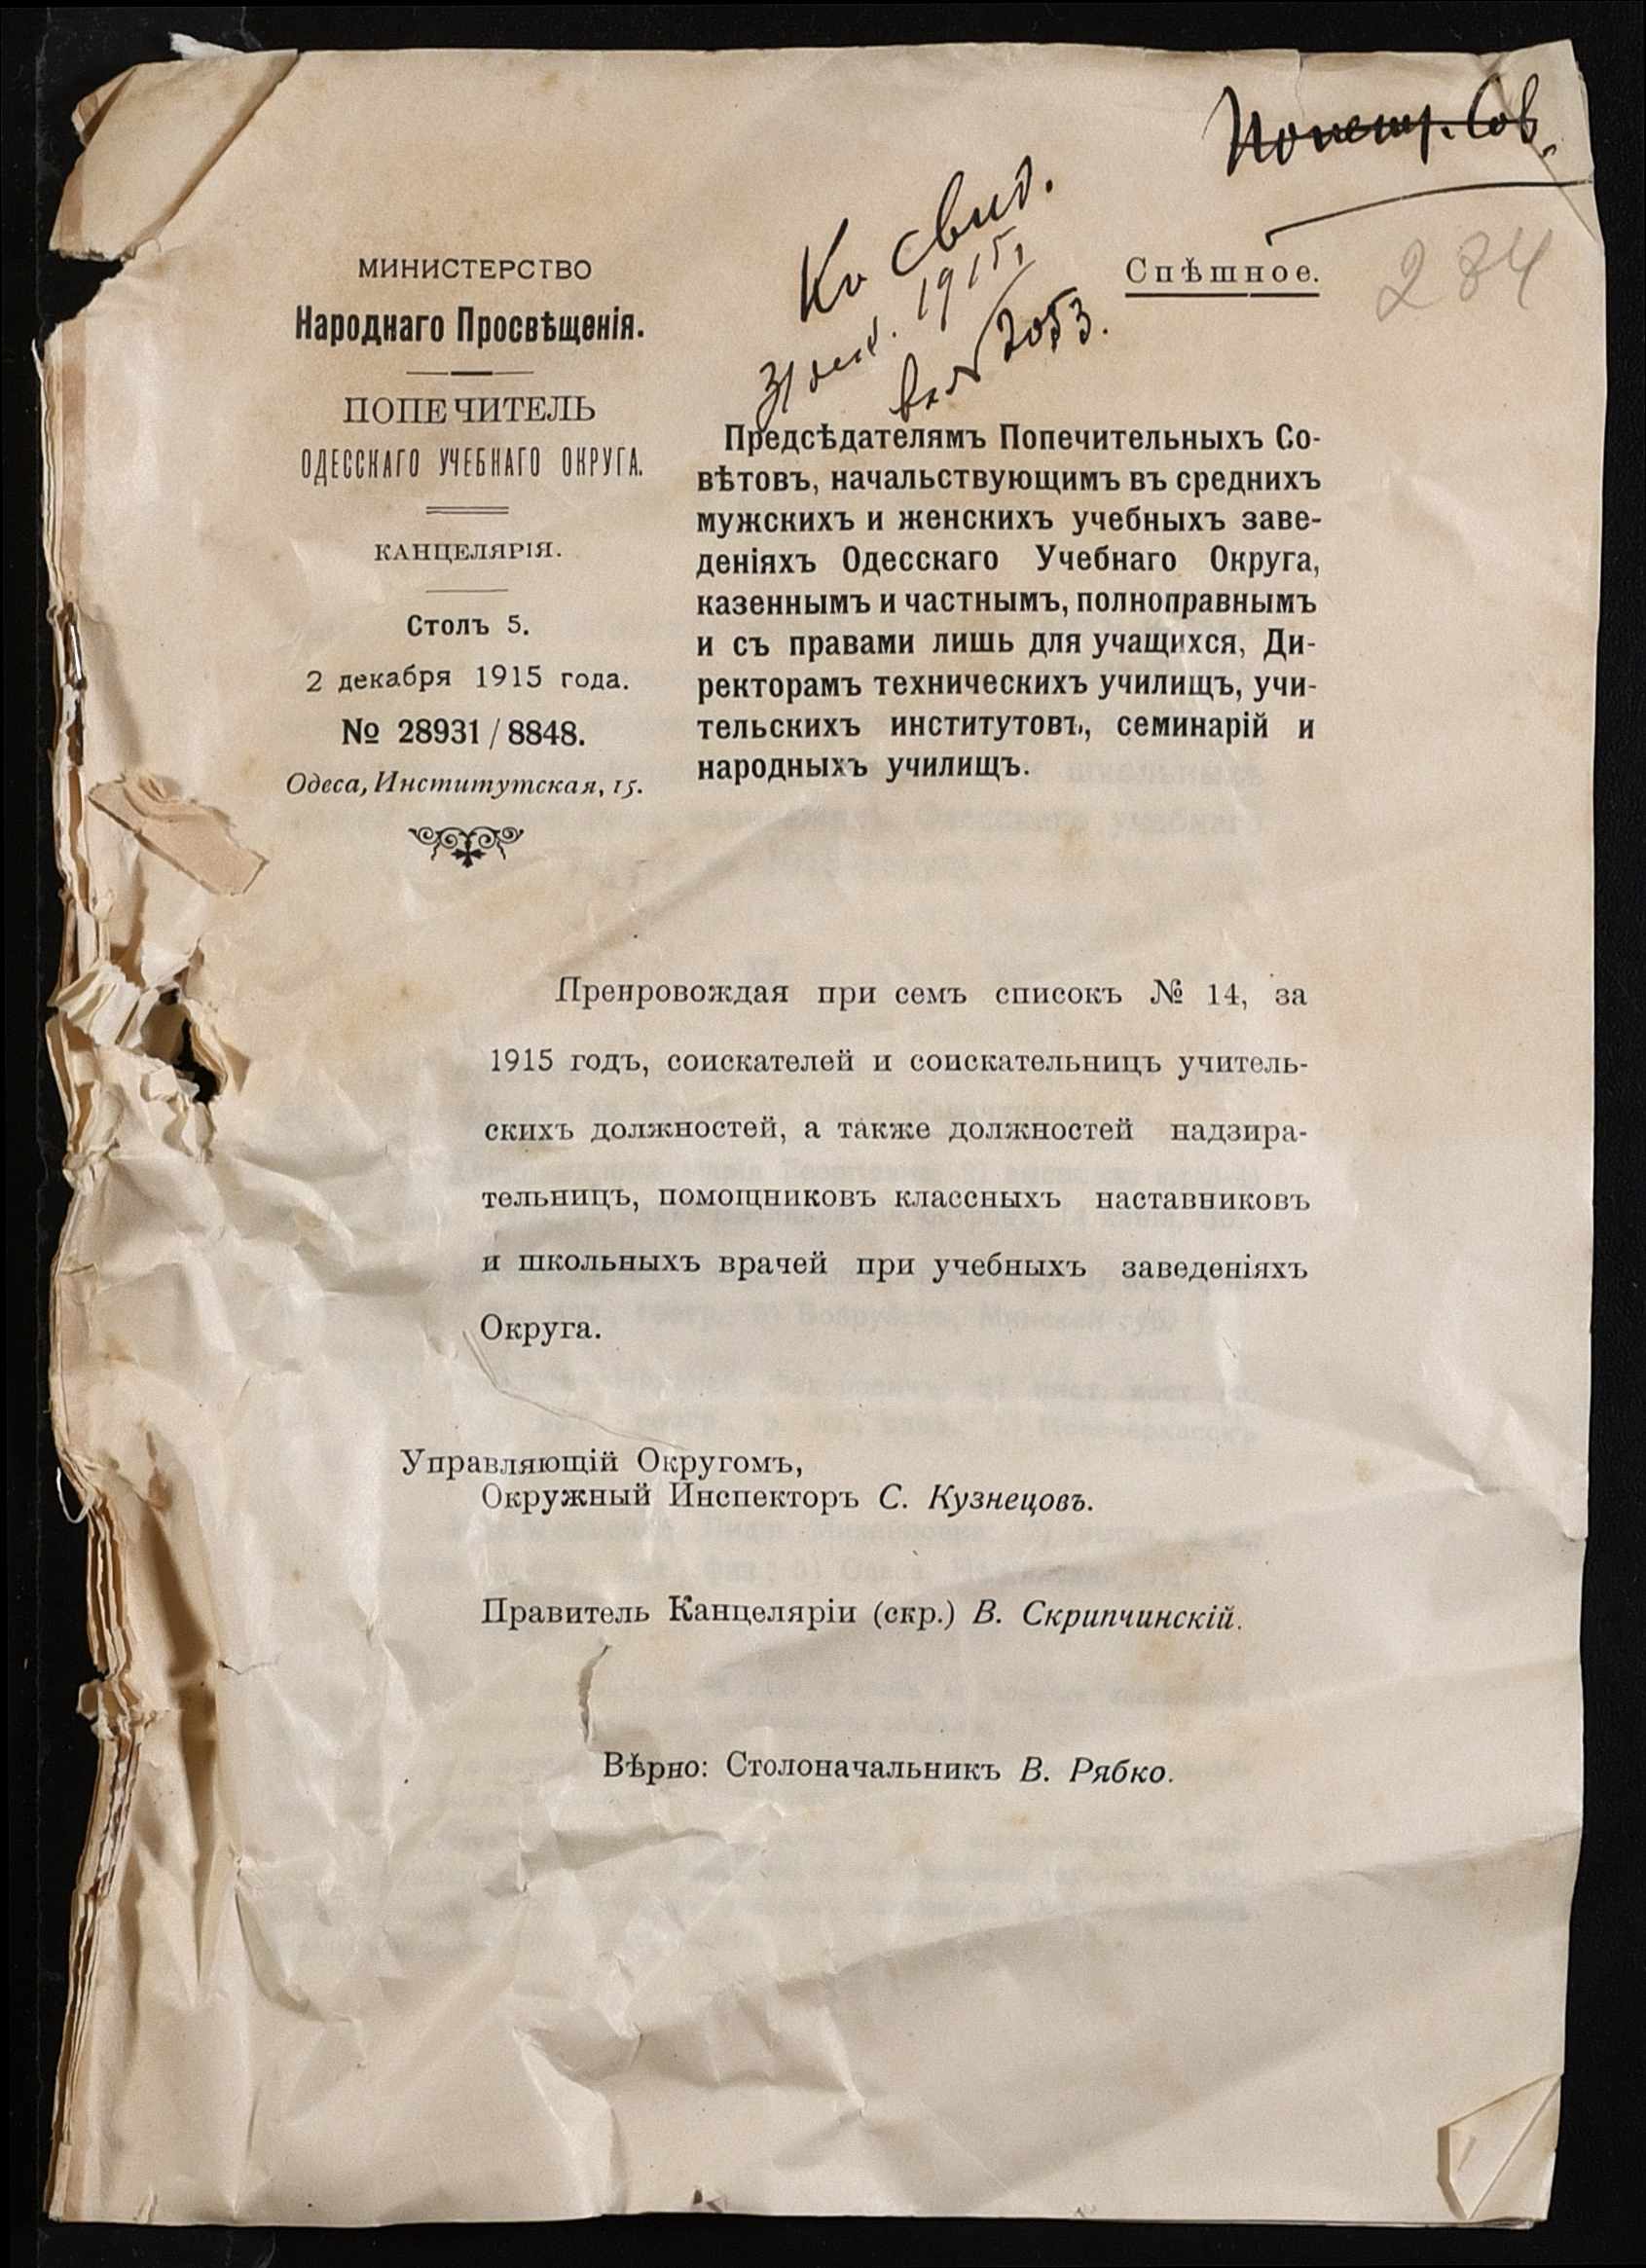 Попечит. Сов.
Къ свид.
31 дек. 1915 г.
вх № 2053.
Спѣшное.
284
МИНИСТЕРСТВО
Народнаго Просвѣщенія.
ПОПЕЧИТЕЛЬ
ОДЕССКАГО УЧЕБНАГО ОКРУГА.
КАНЦЕЛЯРІЯ.
Столъ 5.
2 декабря 1915 года.
№ 28931/8848.
Одеса, Институтская, 15.
Предсѣдателямъ Попечительныхъ Со-
вѣтовъ, начальствующимъ въ среднихъ
мужскихъ и женскихъ учебныхъ заве-
деніяхъ Одесскаго Учебнаго Округа,
казеннымъ и частнымъ, полноправнымъ
и съ правами лишь для учащихся, Ди-
ректорамъ техническихъ училищъ, учи-
тельскихъ институтовъ, семинарій и
народныхъ училищъ.
Препровождая при семъ списокъ № 14, за
1915 годъ, соискателей и соискательницъ учитель-
скихъ должностей, а также должностей надзира-
тельницъ, помощниковъ классныхъ наставниковъ
и школьныхъ врачей при учебныхъ заведеніяхъ
Округа.
Управляющій Округомъ,
Окружный Инспекторъ С. Кузнецовъ.
Правитель Канцеляріи (скр.) В. Скрипчинскій.
Вѣрно: Столоначальникъ В. Рябко.